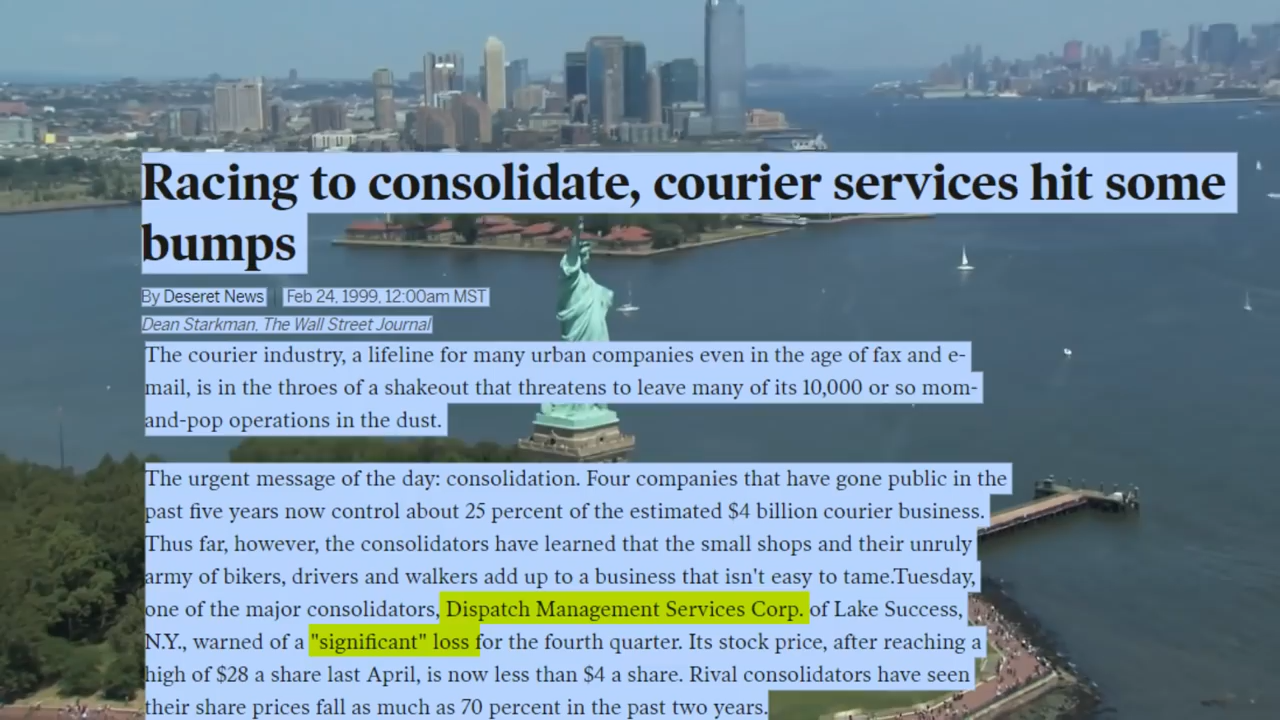 Racing to consolidate, courier services hit some
bumps
By Deseret News | Feb 24, 1999, 12:00am MST
Dean Starkman, The Wall Street Journal
The courier industry, a lifeline for many urban companies even in the age of fax and e-
mail, is in the throes of a shakeout that threatens to leave many of its 10,000 or so mom-
and-pop operations in the dust.
The urgent message of the day: consolidation. Four companies that have gone public in the
past five years now control about 25 percent of the estimated $4 billion courier business.
Thus far, however, the consolidators have learned that the small shops and their unruly
army of bikers, drivers and walkers add up to a business that isn't easy to tame.Tuesday,
one of the major consolidators, Dispatch Management Services Corp. of Lake Success,
N.Y., warned of a "significant" loss for the fourth quarter. Its stock price, after reaching a
high of $28 a share last April, is now less than $4 a share. Rival consolidators have seen
their share prices fall as much as 70 percent in the past two years.